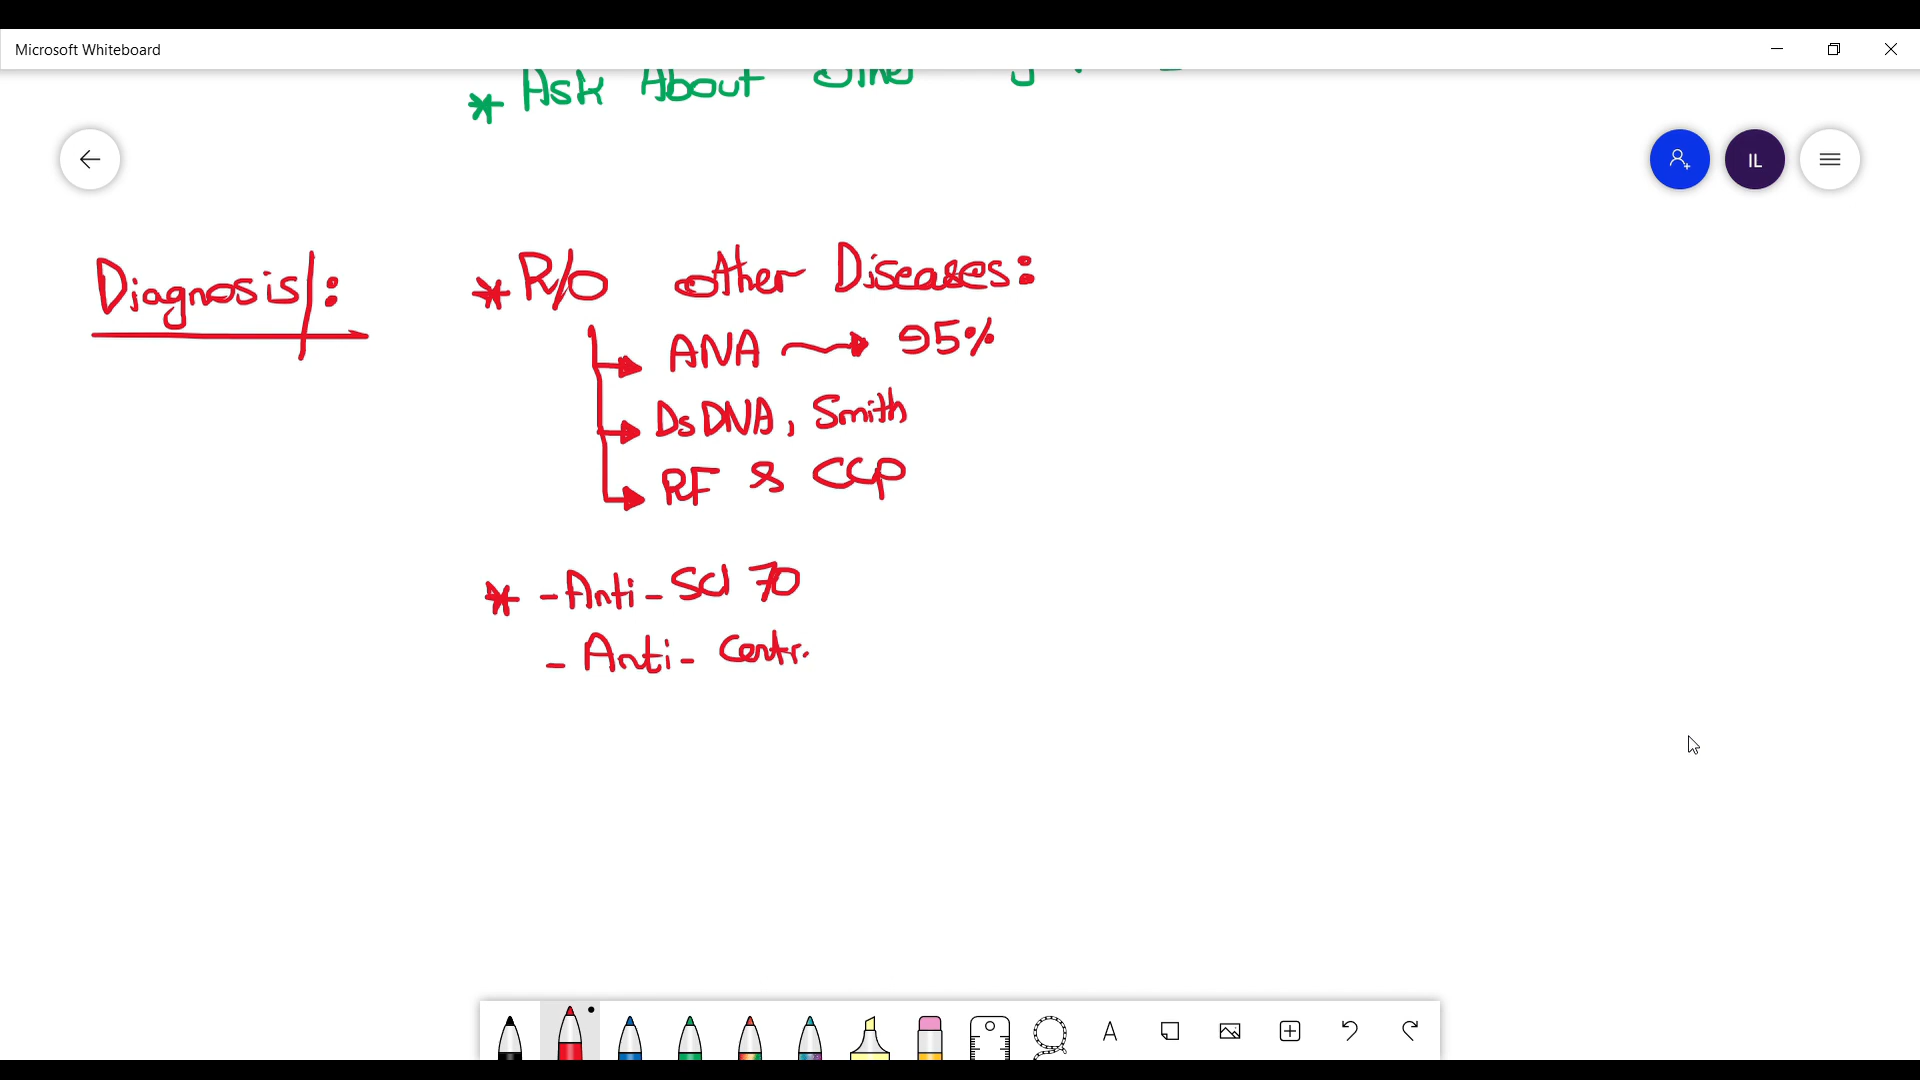 Microsoft Whiteboard
* Ask About other
IL
Diagnosis/:
* R/O other Diseases:
ANA → 95%
DsDNA, Smith
RF & CCP
* - Anti-Scl 70
- Anti-Centr.
A